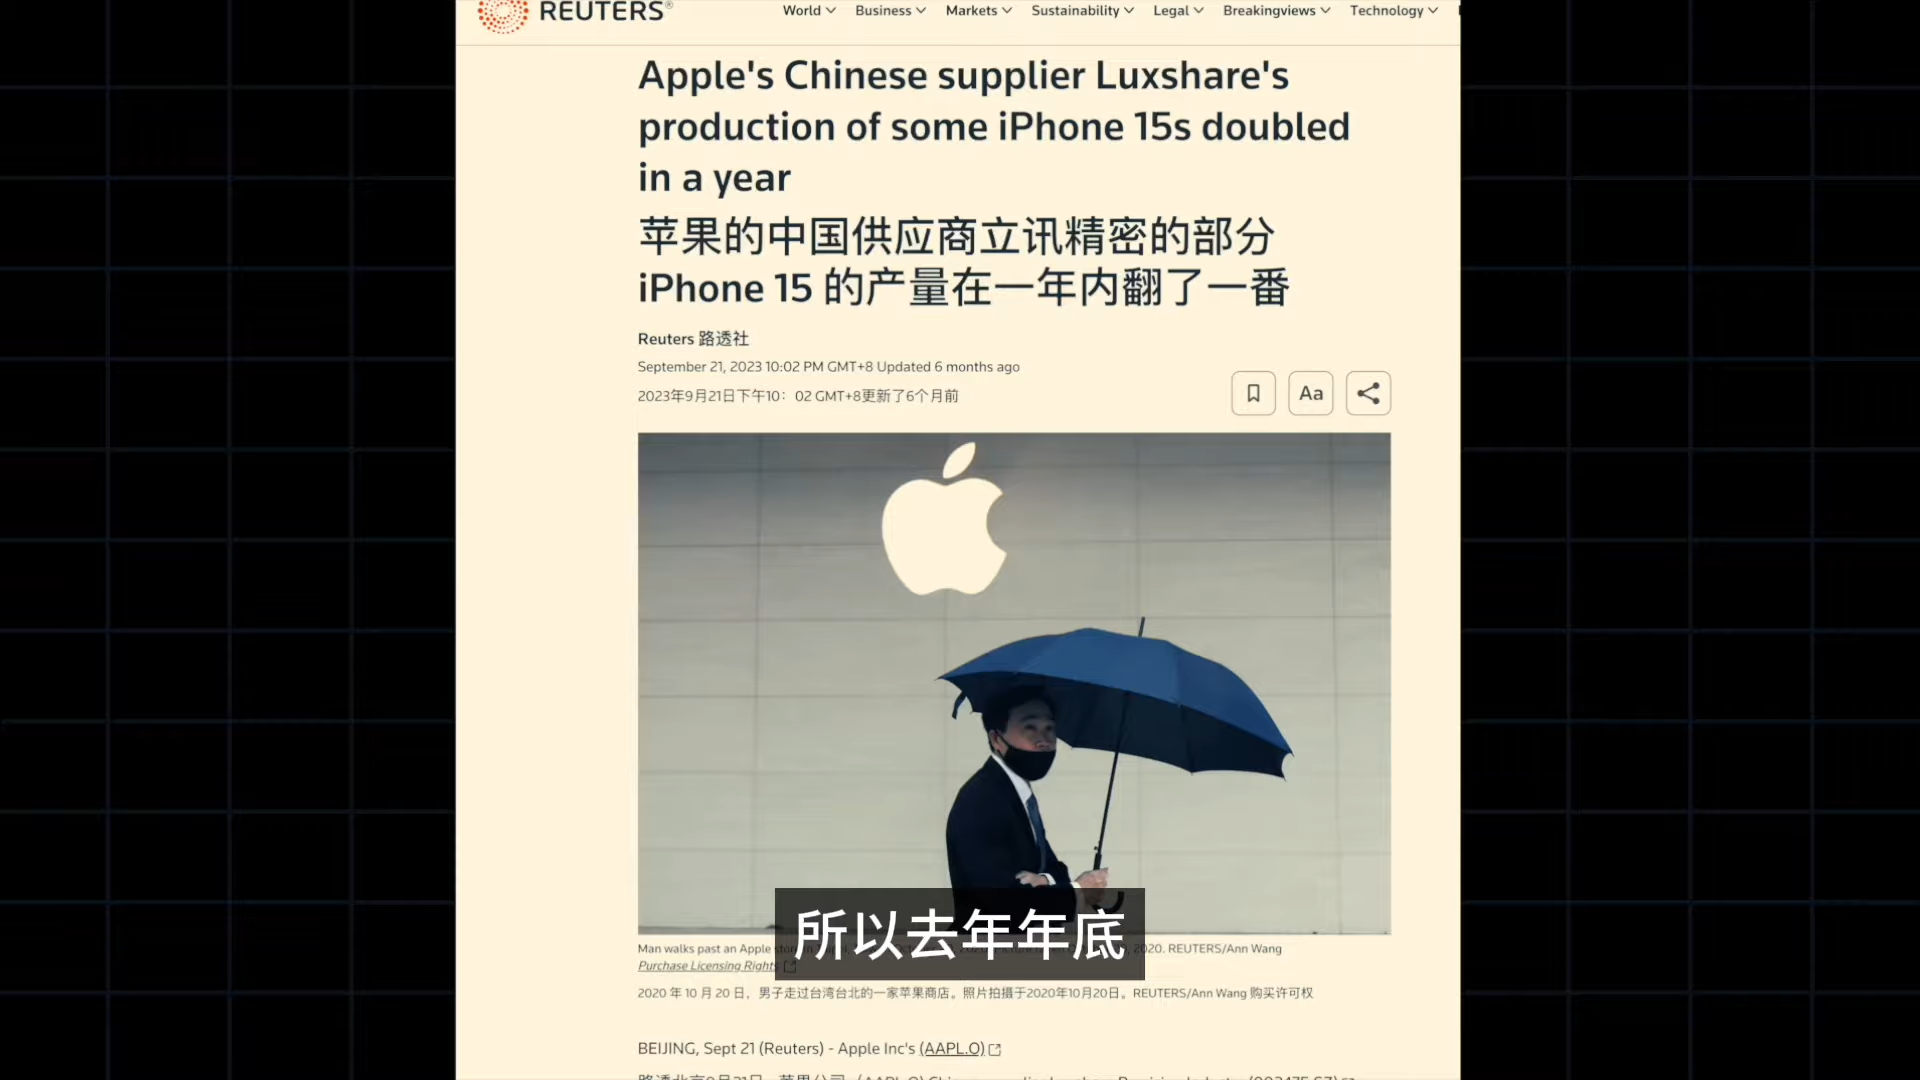 REUTERS®
World Business Markets Sustainability Legal Breakingviews Technology
Apple's Chinese supplier Luxshare's
production of some iPhone 15s doubled
in a year
苹果的中国供应商立讯精密的部分
iPhone 15 的产量在一年内翻了一番
Reuters 路透社
September 21, 2023 10:02 PM GMT+8 Updated 6 months ago
2023年9月21日下午10：02 GMT+8更新了6个月前
Aa
Man walks past an Apple 2020. REUTERS/Ann Wang
所以去年年底
Purchase Licensing Rights
2020 年 10 月 20 日，男子走过台湾台北的一家苹果商店。照片拍摄于2020年10月20日。REUTERS/Ann Wang 购买许可权
BEIJING, Sept 21 (Reuters) - Apple Inc's (AAPL.O)